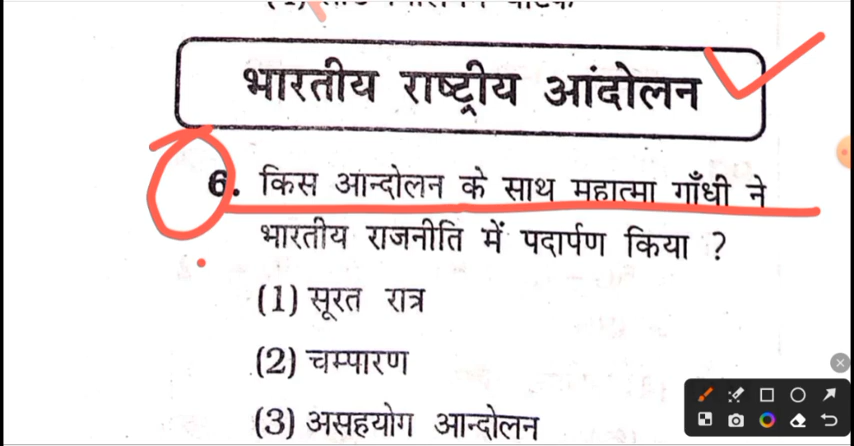 भारतीय राष्ट्रीय आंदोलन
6. किस आन्दोलन के साथ महात्मा गाँधी ने
भारतीय राजनीति में पदार्पण किया ?
(1) सूरत रात्र
(2) चम्पारण
(3) असहयोग आन्दोलन